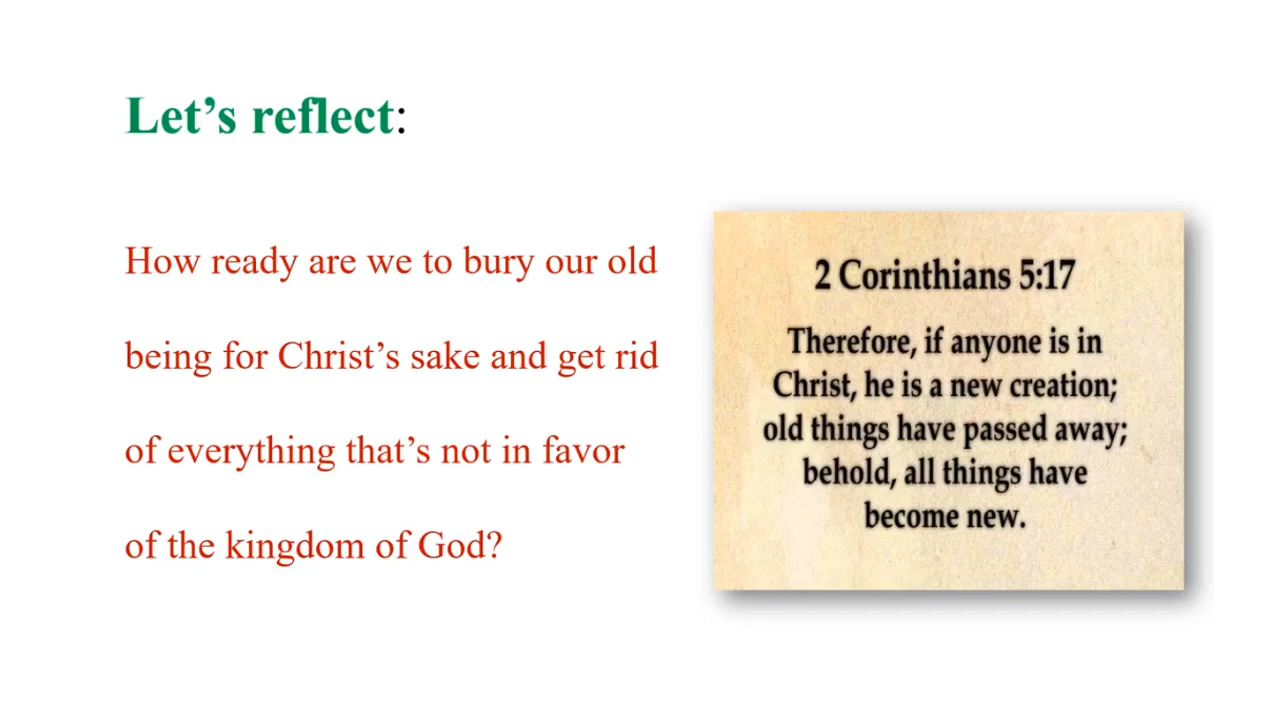 Let’s reflect:
How ready are we to bury our old
being for Christ’s sake and get rid
of everything that’s not in favor
of the kingdom of God?
2 Corinthians 5:17
Therefore, if anyone is in
Christ, he is a new creation;
old things have passed away;
behold, all things have
become new.